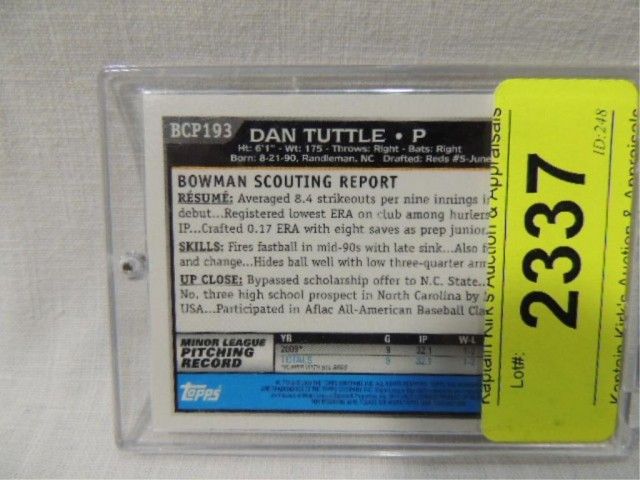 BCP193 DAN TUTTLE • P
Ht: 6'1" - Wt: 175 - Throws: Right - Bats: Right
Born: 8-21-90, Randleman, NC Drafted: Reds #5-June
BOWMAN SCOUTING REPORT
RÉSUMÉ: Averaged 8.4 strikeouts per nine innings i
debut...Registered lowest ERA on club among hurlers
IP...Crafted 0.17 ERA with eight saves as prep junior.
SKILLS: Fires fastball in mid-90s with late sink...Also f
and change...Hides ball well with low three-quarter arm
UP CLOSE: Bypassed scholarship offer to N.C. State...
No. three high school prospect in North Carolina by
USA...Participated in Aflac All-American Baseball Cla
MINOR LEAGUE
PITCHING
RECORD
YR G IP W-L
2009* 9 32.1 1-2
TOTALS 9 32.1 1-2
Topps
Kaptain Kirk's Auction & Appraisals
Lot#:
2337
ID:248
Kaptain Kirk's Auction & Appraisals